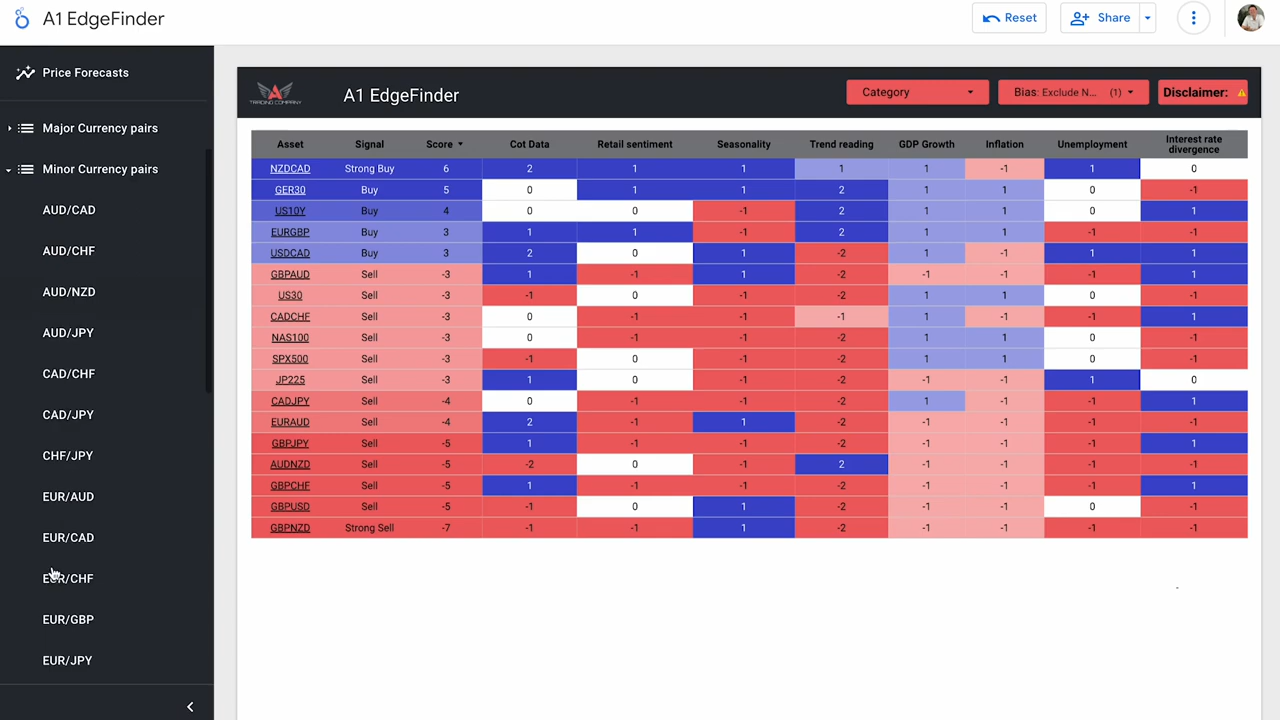 A1 EdgeFinder
Reset
Share
Price Forecasts
Major Currency pairs
Minor Currency pairs
AUD/CAD
AUD/CHF
AUD/NZD
AUD/JPY
CAD/CHF
CAD/JPY
CHF/JPY
EUR/AUD
EUR/CAD
EUR/CHF
EUR/GBP
EUR/JPY
A
TRADING COMPANY
A1 EdgeFinder
Category
Bias: Exclude N... (1)
Disclaimer:
Asset Signal Score Cot Data Retail sentiment Seasonality Trend reading GDP Growth Inflation Unemployment Interest rate divergence
NZDCAD Strong Buy 6 2 1 1 1 1 -1 1 0
GER30 Buy 5 0 1 1 2 1 1 0 -1
US10Y Buy 4 0 0 -1 2 1 1 0 1
EURGBP Buy 3 1 1 -1 2 1 1 -1 -1
USDCAD Buy 3 2 0 1 -2 1 -1 1 1
GBPAUD Sell -3 1 -1 1 -2 -1 -1 -1 1
US30 Sell -3 -1 0 -1 -2 1 1 0 -1
CADCHF Sell -3 0 -1 -1 -1 1 -1 -1 1
NAS100 Sell -3 0 -1 -1 -2 1 1 0 -1
SPX500 Sell -3 -1 0 -1 -2 1 1 0 -1
JP225 Sell -3 1 0 -1 -2 -1 -1 1 0
CADJPY Sell -4 0 -1 -1 -2 1 -1 -1 1
EURAUD Sell -4 2 -1 1 -2 -1 -1 -1 -1
GBPJPY Sell -5 1 -1 -1 -2 -1 -1 -1 1
AUDNZD Sell -5 -2 0 -1 2 -1 -1 -1 -1
GBPCHF Sell -5 1 -1 -1 -2 -1 -1 -1 1
GBPUSD Sell -5 -1 0 1 -2 -1 -1 0 -1
GBPNZD Strong Sell -7 -1 -1 1 -2 -1 -1 -1 -1